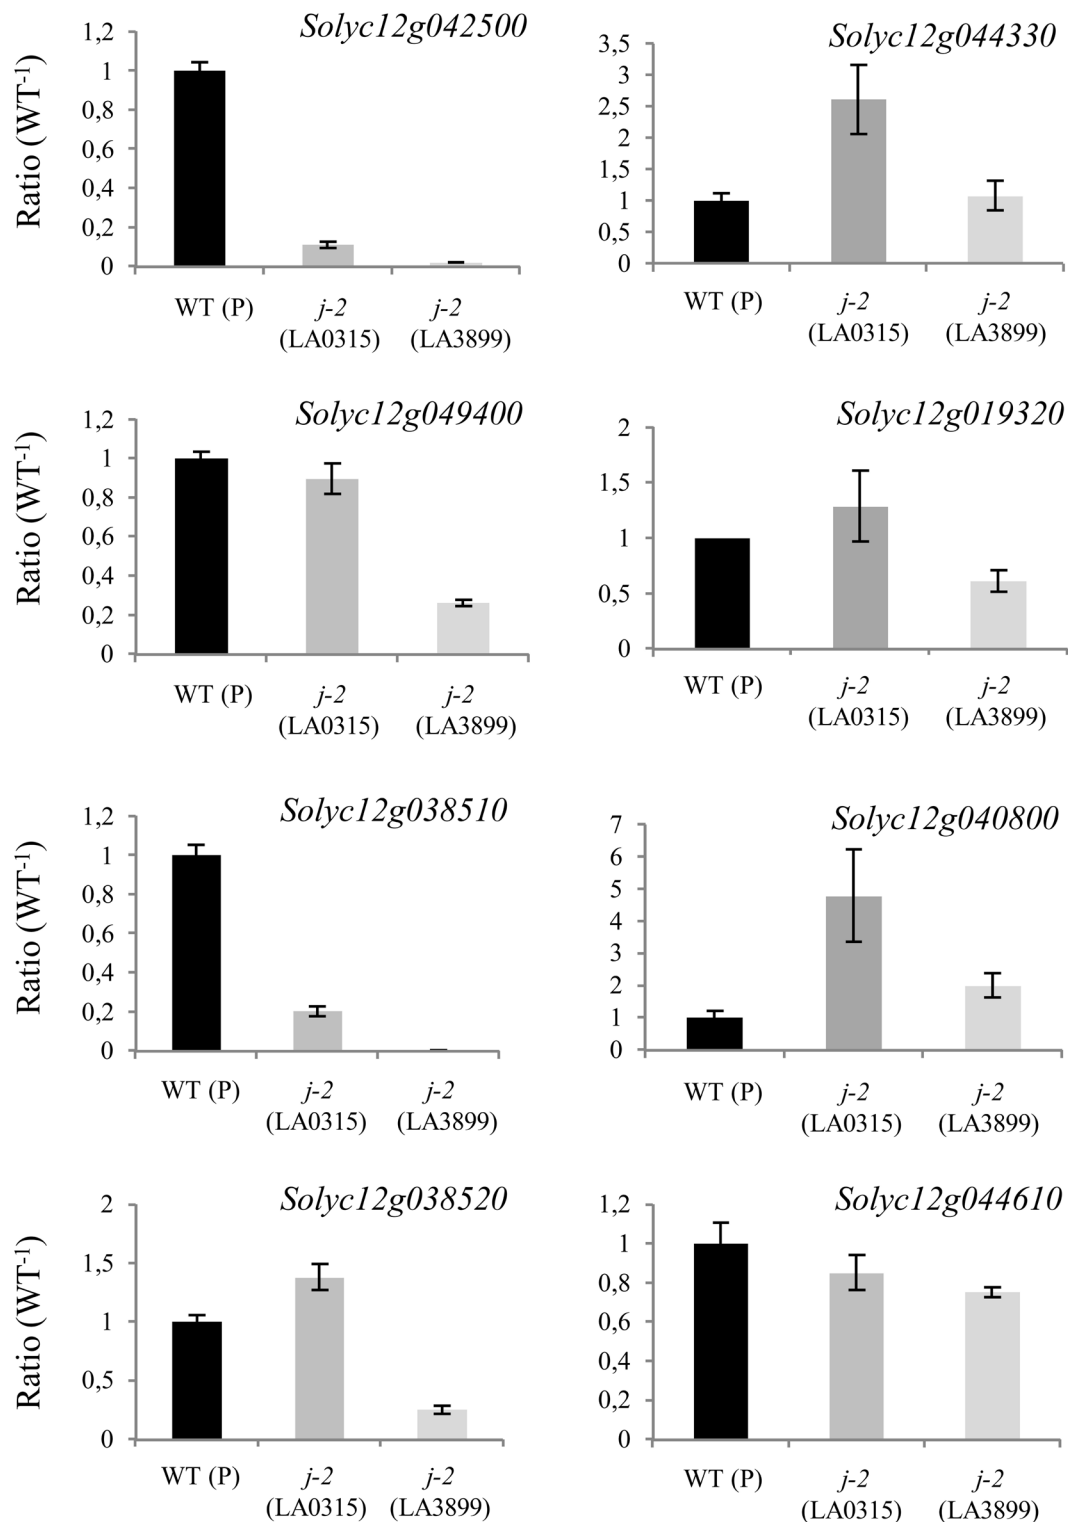 Solyc12g042500
Ratio (WT-1)
1,2
1
0,8
0,6
0,4
0,2
0
WT (P) j-2 j-2
(LA0315) (LA3899)
Solyc12g044330
3,5
3
2,5
2
1,5
1
0,5
0
WT (P) j-2 j-2
(LA0315) (LA3899)
Solyc12g049400
Ratio (WT-1)
1,2
1
0,8
0,6
0,4
0,2
0
WT (P) j-2 j-2
(LA0315) (LA3899)
Solyc12g019320
2
1,5
1
0,5
0
WT (P) j-2 j-2
(LA0315) (LA3899)
Solyc12g038510
Ratio (WT-1)
1,2
1
0,8
0,6
0,4
0,2
0
WT (P) j-2 j-2
(LA0315) (LA3899)
Solyc12g040800
7
6
5
4
3
2
1
0
WT (P) j-2 j-2
(LA0315) (LA3899)
Solyc12g038520
Ratio (WT-1)
2
1,5
1
0,5
0
WT (P) j-2 j-2
(LA0315) (LA3899)
Solyc12g044610
1,2
1
0,8
0,6
0,4
0,2
0
WT (P) j-2 j-2
(LA0315) (LA3899)